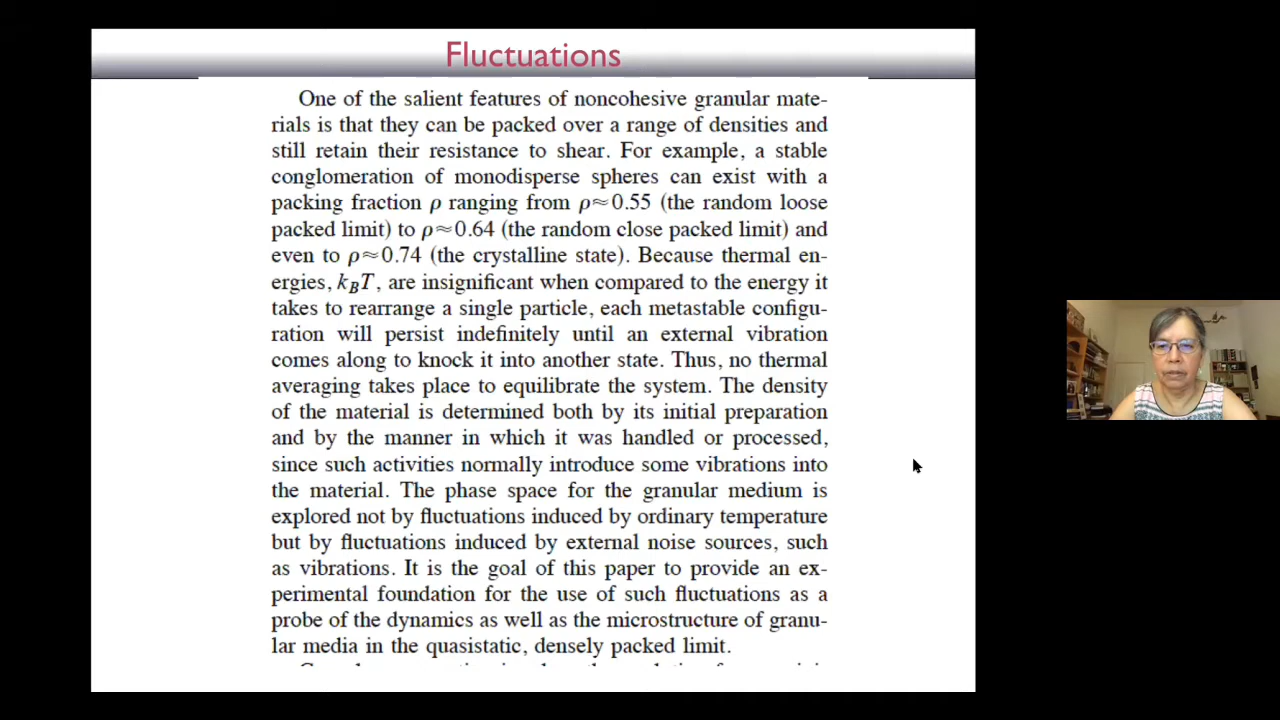 Fluctuations
One of the salient features of noncohesive granular mate-
rials is that they can be packed over a range of densities and
still retain their resistance to shear. For example, a stable
conglomeration of monodisperse spheres can exist with a
packing fraction ρ ranging from ρ≈0.55 (the random loose
packed limit) to ρ≈0.64 (the random close packed limit) and
even to ρ≈0.74 (the crystalline state). Because thermal en-
ergies, k_BT, are insignificant when compared to the energy it
takes to rearrange a single particle, each metastable configu-
ration will persist indefinitely until an external vibration
comes along to knock it into another state. Thus, no thermal
averaging takes place to equilibrate the system. The density
of the material is determined both by its initial preparation
and by the manner in which it was handled or processed,
since such activities normally introduce some vibrations into
the material. The phase space for the granular medium is
explored not by fluctuations induced by ordinary temperature
but by fluctuations induced by external noise sources, such
as vibrations. It is the goal of this paper to provide an ex-
perimental foundation for the use of such fluctuations as a
probe of the dynamics as well as the microstructure of granu-
lar media in the quasistatic, densely packed limit.